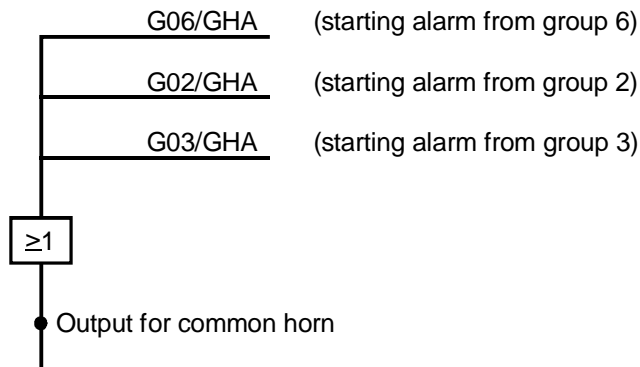 G06/GHA (starting alarm from group 6)
G02/GHA (starting alarm from group 2)
G03/GHA (starting alarm from group 3)
≥1
Output for common horn